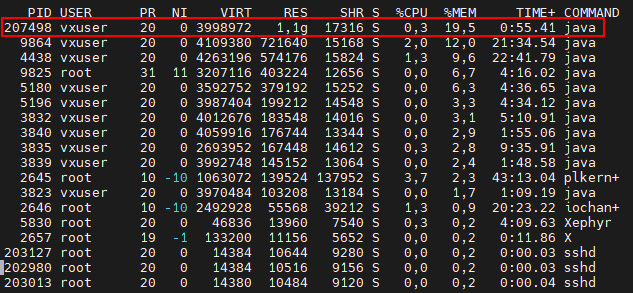 PID USER PR NI VIRT RES SHR S %CPU %MEM TIME+ COMMAND
207498 vxuser 20 0 3998972 1,1g 17316 S 0,3 19,5 0:55.41 java
9864 vxuser 20 0 4109380 721640 15168 S 2,0 12,0 21:34.54 java
4438 vxuser 20 0 4263196 574176 15824 S 1,3 9,6 22:41.79 java
9825 root 31 11 3207116 403224 12656 S 0,0 6,7 4:16.02 java
5180 vxuser 20 0 3592752 379192 15252 S 0,0 6,3 4:36.65 java
5196 vxuser 20 0 3987404 199212 14548 S 0,0 3,3 4:34.12 java
3832 vxuser 20 0 4012676 183548 14016 S 0,0 3,1 5:10.91 java
3840 vxuser 20 0 4059916 176744 13344 S 0,0 2,9 1:55.06 java
3835 vxuser 20 0 2693952 167448 14612 S 0,3 2,8 9:35.91 java
3839 vxuser 20 0 3992748 145152 13064 S 0,0 2,4 1:48.58 java
2645 root 10 -10 1063072 139524 137952 S 3,7 2,3 43:13.04 plkern+
3823 vxuser 20 0 3970484 103208 13184 S 0,0 1,7 1:09.19 java
2646 root 10 -10 2492928 55568 39212 S 1,3 0,9 20:23.22 iochan+
5830 root 20 0 46836 13960 7540 S 0,3 0,2 4:09.63 Xephyr
2657 root 19 -1 133200 11156 5652 S 0,0 0,2 0:11.86 X
203127 root 20 0 14384 10644 9280 S 0,0 0,2 0:00.03 sshd
202980 root 20 0 14384 10516 9156 S 0,0 0,2 0:00.03 sshd
203013 root 20 0 14380 10484 9120 S 0,0 0,2 0:00.04 sshd